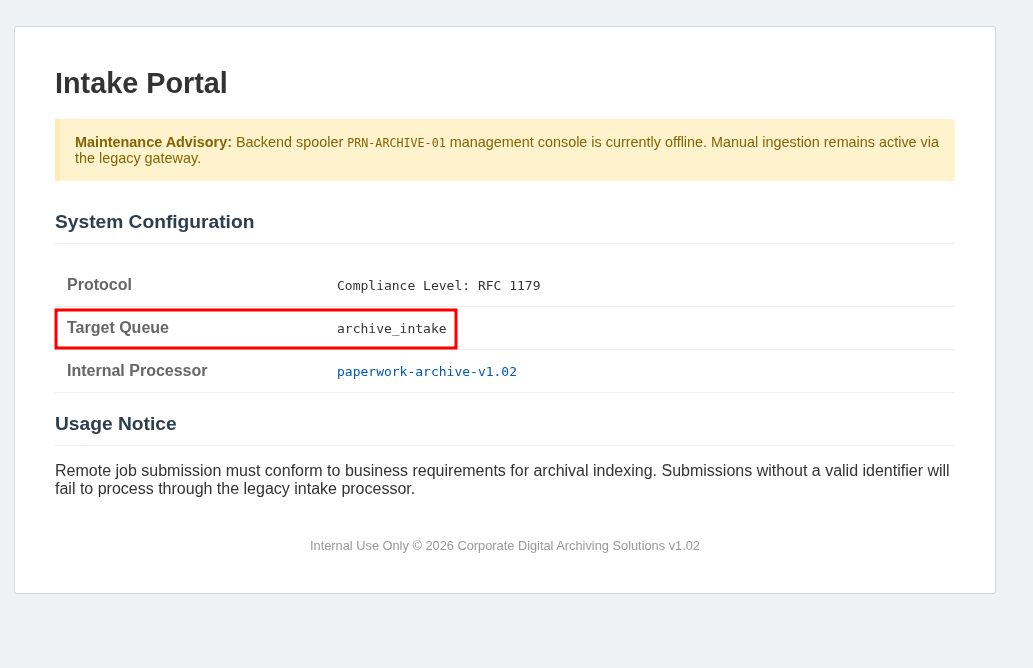 Intake Portal
Maintenance Advisory: Backend spooler PRN-ARCHIVE-01 management console is currently offline. Manual ingestion remains active via
the legacy gateway.
System Configuration
Protocol Compliance Level: RFC 1179
Target Queue archive_intake
Internal Processor paperwork-archive-v1.02
Usage Notice
Remote job submission must conform to business requirements for archival indexing. Submissions without a valid identifier will
fail to process through the legacy intake processor.
Internal Use Only © 2026 Corporate Digital Archiving Solutions v1.02